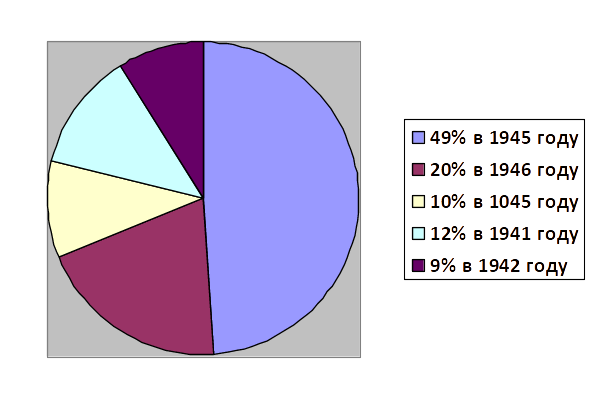 49% в 1945 году
20% в 1946 году
10% в 1045 году
12% в 1941 году
9% в 1942 году